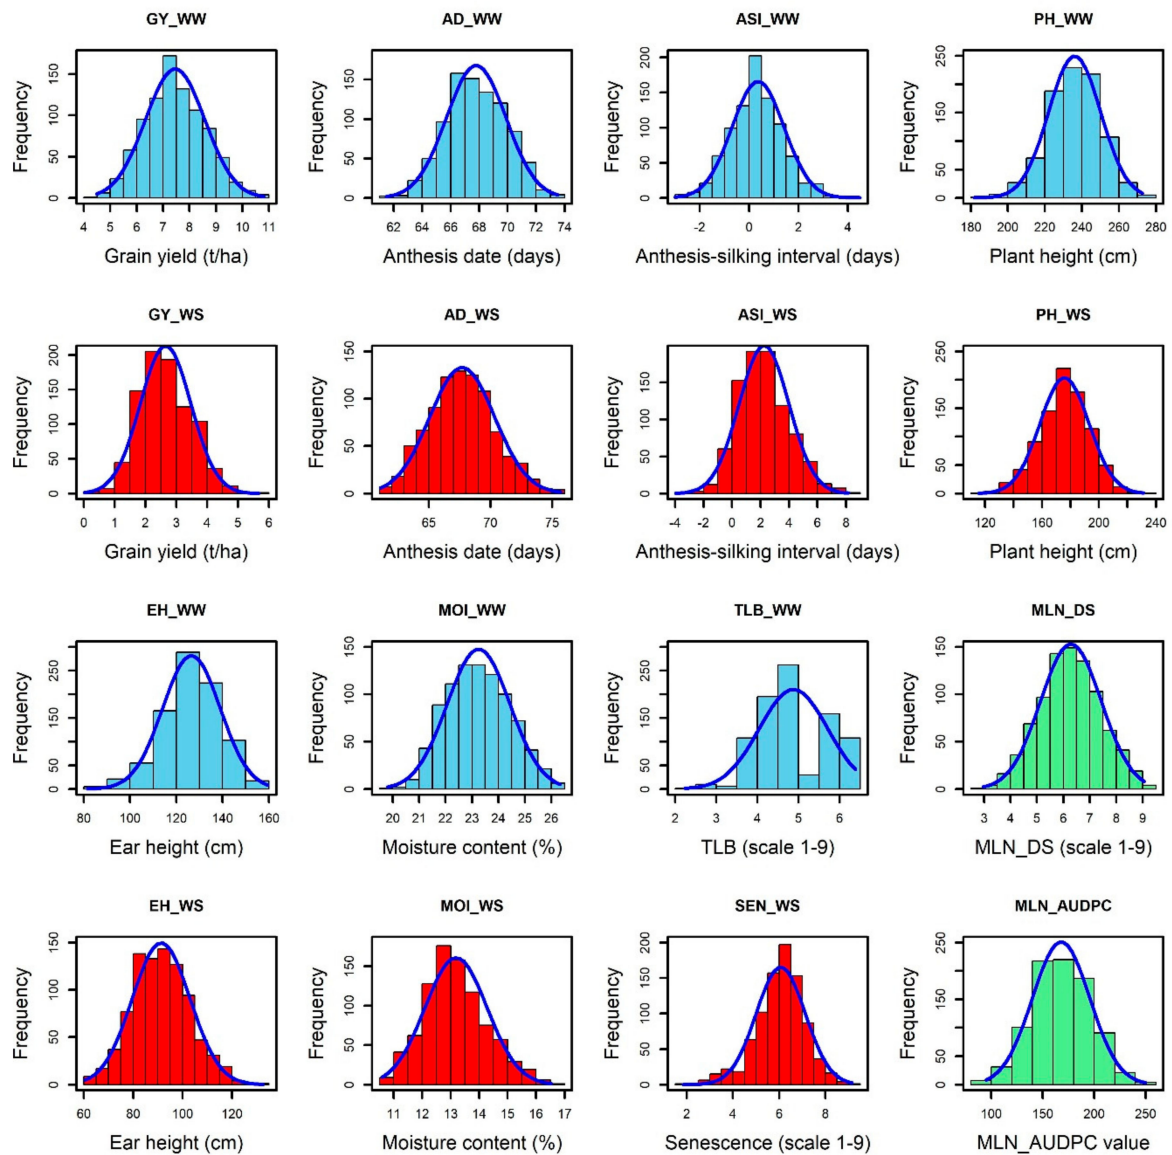 GY_WW AD_WW ASI_WW PH_WW
Frequency Frequency Frequency Frequency
0 50 100 150 0 50 100 150 0 50 100 150 200 0 50 150 250
4 5 6 7 8 9 10 11 62 64 66 68 70 72 74 -2 0 2 4 180 200 220 240 260 280
Grain yield (t/ha) Anthesis date (days) Anthesis-silking interval (days) Plant height (cm)
GY_WS AD_WS ASI_WS PH_WS
Frequency Frequency Frequency Frequency
0 50 100 150 200 0 50 100 150 0 50 100 150 0 50 150 250
0 1 2 3 4 5 6 65 70 75 -4 -2 0 2 4 6 8 120 160 200 240
Grain yield (t/ha) Anthesis date (days) Anthesis-silking interval (days) Plant height (cm)
EH_WW MOI_WW TLB_WW MLN_DS
Frequency Frequency Frequency Frequency
0 50 150 250 0 50 100 150 0 50 150 250 0 50 100 150
80 100 120 140 160 20 21 22 23 24 25 26 2 3 4 5 6 3 4 5 6 7 8 9
Ear height (cm) Moisture content (%) TLB (scale 1-9) MLN_DS (scale 1-9)
EH_WS MOI_WS SEN_WS MLN_AUDPC
Frequency Frequency Frequency Frequency
0 50 100 150 0 50 100 150 0 50 100 150 200 0 50 150 250
60 80 100 120 11 12 13 14 15 16 17 2 4 6 8 100 150 200 250
Ear height (cm) Moisture content (%) Senescence (scale 1-9) MLN_AUDPC value